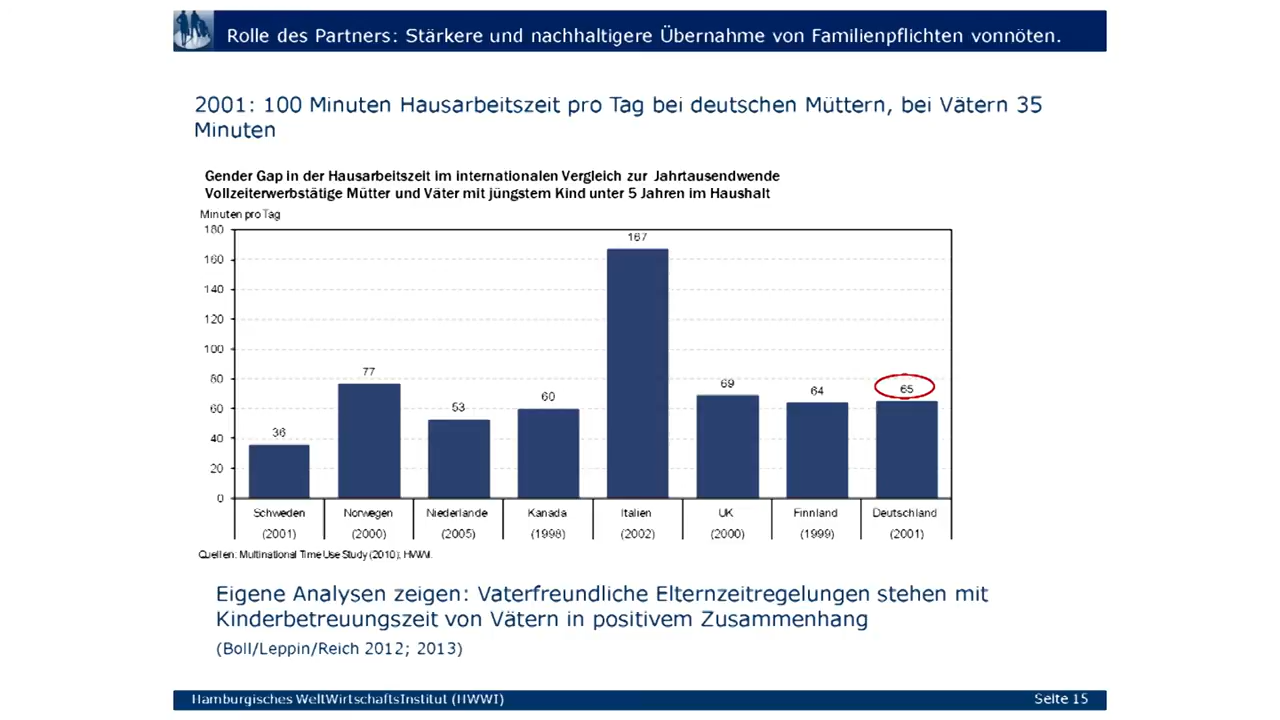 Rolle des Partners: Stärkere und nachhaltigere Übernahme von Familienpflichten vonnöten.
2001: 100 Minuten Hausarbeitszeit pro Tag bei deutschen Müttern, bei Vätern 35
Minuten
Gender Gap in der Hausarbeitszeit im internationalen Vergleich zur Jahrtausendwende
Vollzeiterwerbstätige Mütter und Väter mit jüngstem Kind unter 5 Jahren im Haushalt
Minuten pro Tag
180
160
140
120
100
80
60
40
20
0
36
77
53
60
167
69
64
65
Schweden Norwegen Niederlande Kanada Italien UK Finnland Deutschland
(2001) (2000) (2005) (1998) (2002) (2000) (1999) (2001)
Quellen: Multinational Time Use Study (2010); HWWI.
Eigene Analysen zeigen: Vaterfreundliche Elternzeitregelungen stehen mit
Kinderbetreuungszeit von Vätern in positivem Zusammenhang
(Boll/Leppin/Reich 2012; 2013)
Hamburgisches WeltWirtschaftsInstitut (HWWI)
Seite 15